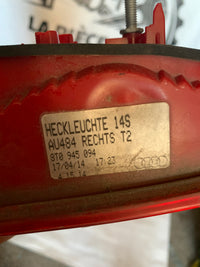 HECKLEUCHTE 14S
AU484 RECHTS T2
8T0 945 094
17/04/14 17:23